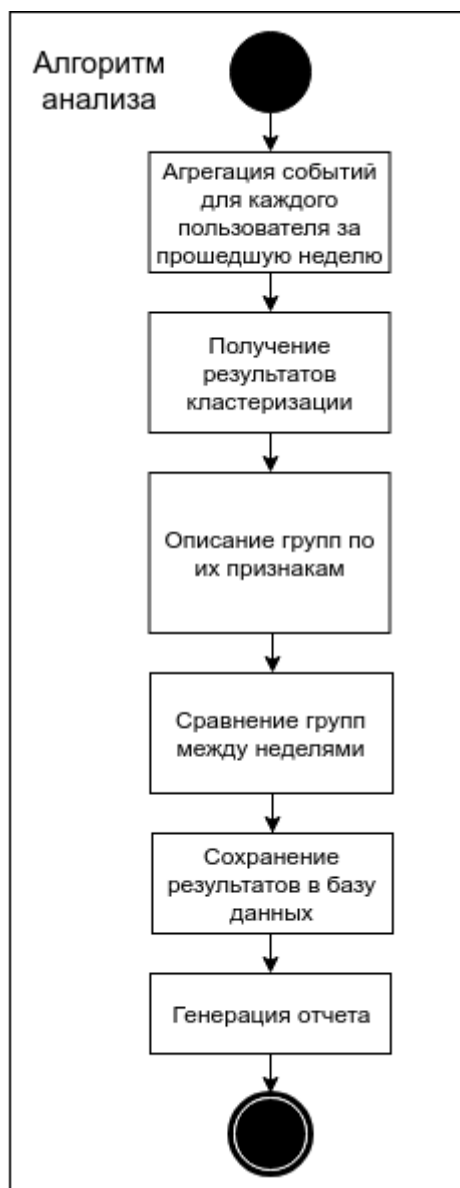 Алгоритм
анализа
Агрегация событий
для каждого
пользователя за
прошедшую неделю
Получение
результатов
кластеризации
Описание групп по
их признакам
Сравнение групп
между неделями
Сохранение
результатов в базу
данных
Генерация отчета